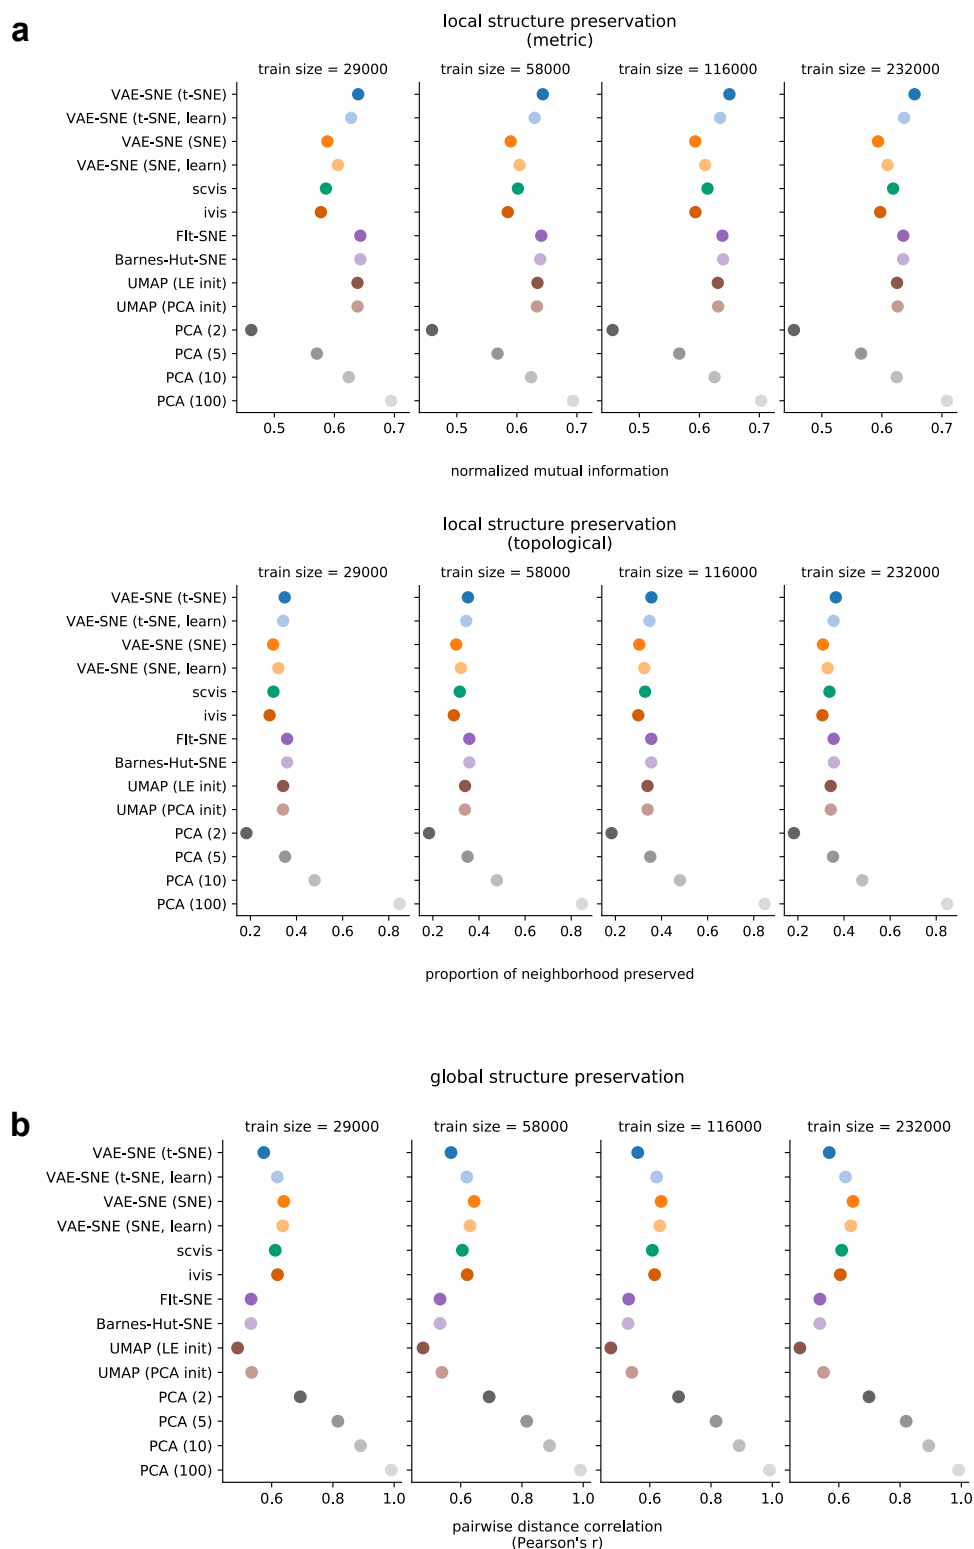 a
local structure preservation
(metric)
train size = 29000
train size = 58000
train size = 116000
train size = 232000
VAE-SNE (t-SNE)
VAE-SNE (t-SNE, learn)
VAE-SNE (SNE)
VAE-SNE (SNE, learn)
scvis
ivis
FIt-SNE
Barnes-Hut-SNE
UMAP (LE init)
UMAP (PCA init)
PCA (2)
PCA (5)
PCA (10)
PCA (100)
0.5 0.6 0.7 0.5 0.6 0.7 0.5 0.6 0.7 0.5 0.6 0.7
normalized mutual information
local structure preservation
(topological)
train size = 29000
train size = 58000
train size = 116000
train size = 232000
VAE-SNE (t-SNE)
VAE-SNE (t-SNE, learn)
VAE-SNE (SNE)
VAE-SNE (SNE, learn)
scvis
ivis
FIt-SNE
Barnes-Hut-SNE
UMAP (LE init)
UMAP (PCA init)
PCA (2)
PCA (5)
PCA (10)
PCA (100)
0.2 0.4 0.6 0.8 0.2 0.4 0.6 0.8 0.2 0.4 0.6 0.8 0.2 0.4 0.6 0.8
proportion of neighborhood preserved
global structure preservation
b
train size = 29000
train size = 58000
train size = 116000
train size = 232000
VAE-SNE (t-SNE)
VAE-SNE (t-SNE, learn)
VAE-SNE (SNE)
VAE-SNE (SNE, learn)
scvis
ivis
FIt-SNE
Barnes-Hut-SNE
UMAP (LE init)
UMAP (PCA init)
PCA (2)
PCA (5)
PCA (10)
PCA (100)
0.6 0.8 1.0 0.6 0.8 1.0 0.6 0.8 1.0 0.6 0.8 1.0
pairwise distance correlation
(Pearson's r)